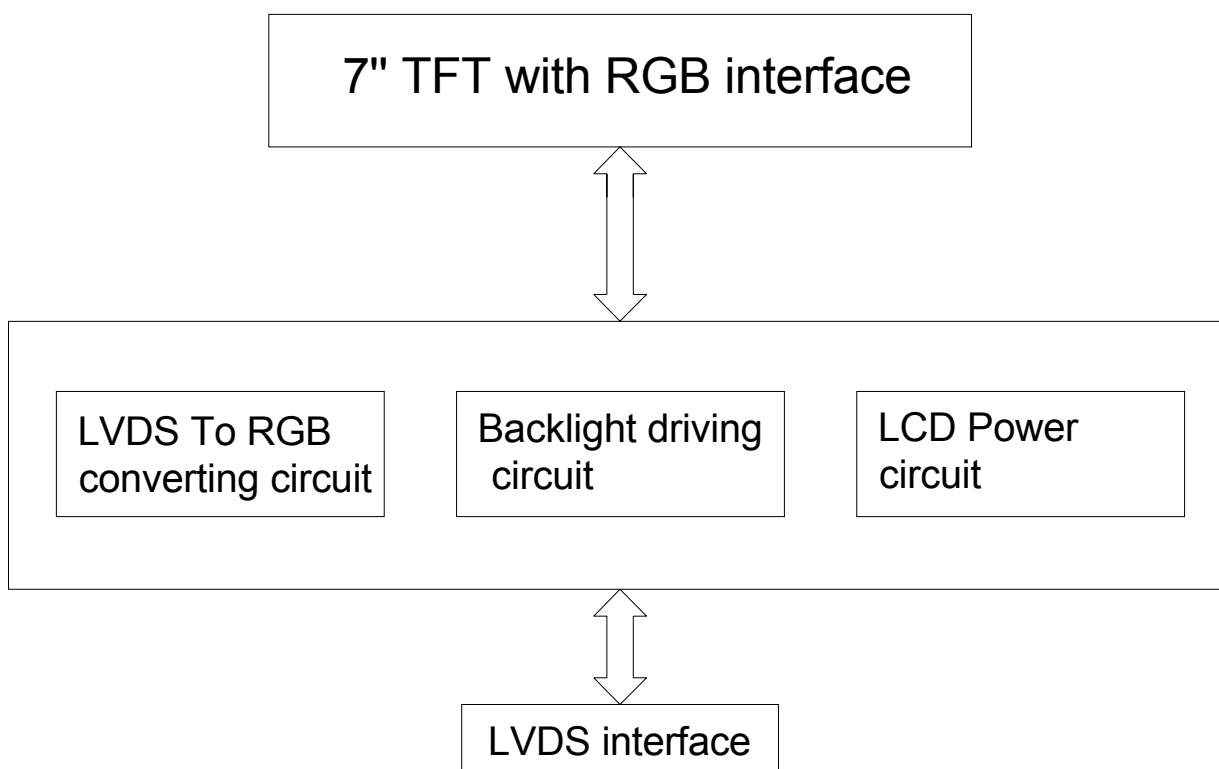 7" TFT with RGB interface
LVDS To RGB
converting circuit
Backlight driving
circuit
LCD Power
circuit
LVDS interface